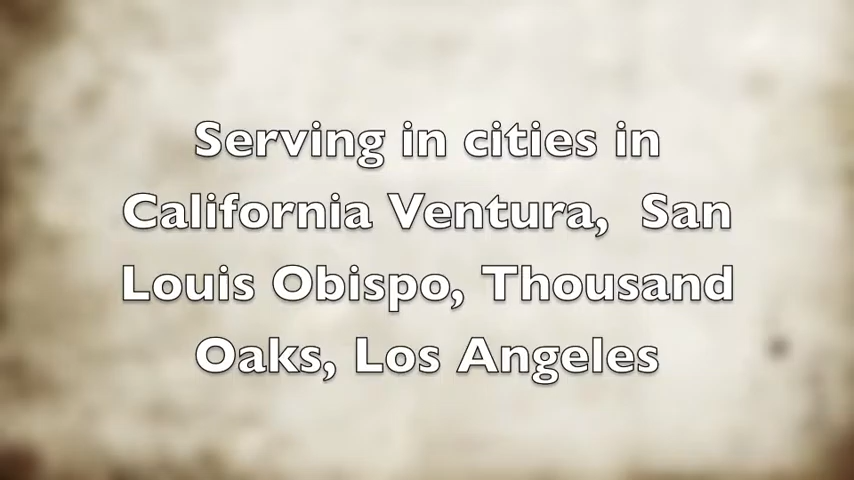 Serving in cities in
California Ventura,  San
Louis Obispo, Thousand
Oaks, Los Angeles